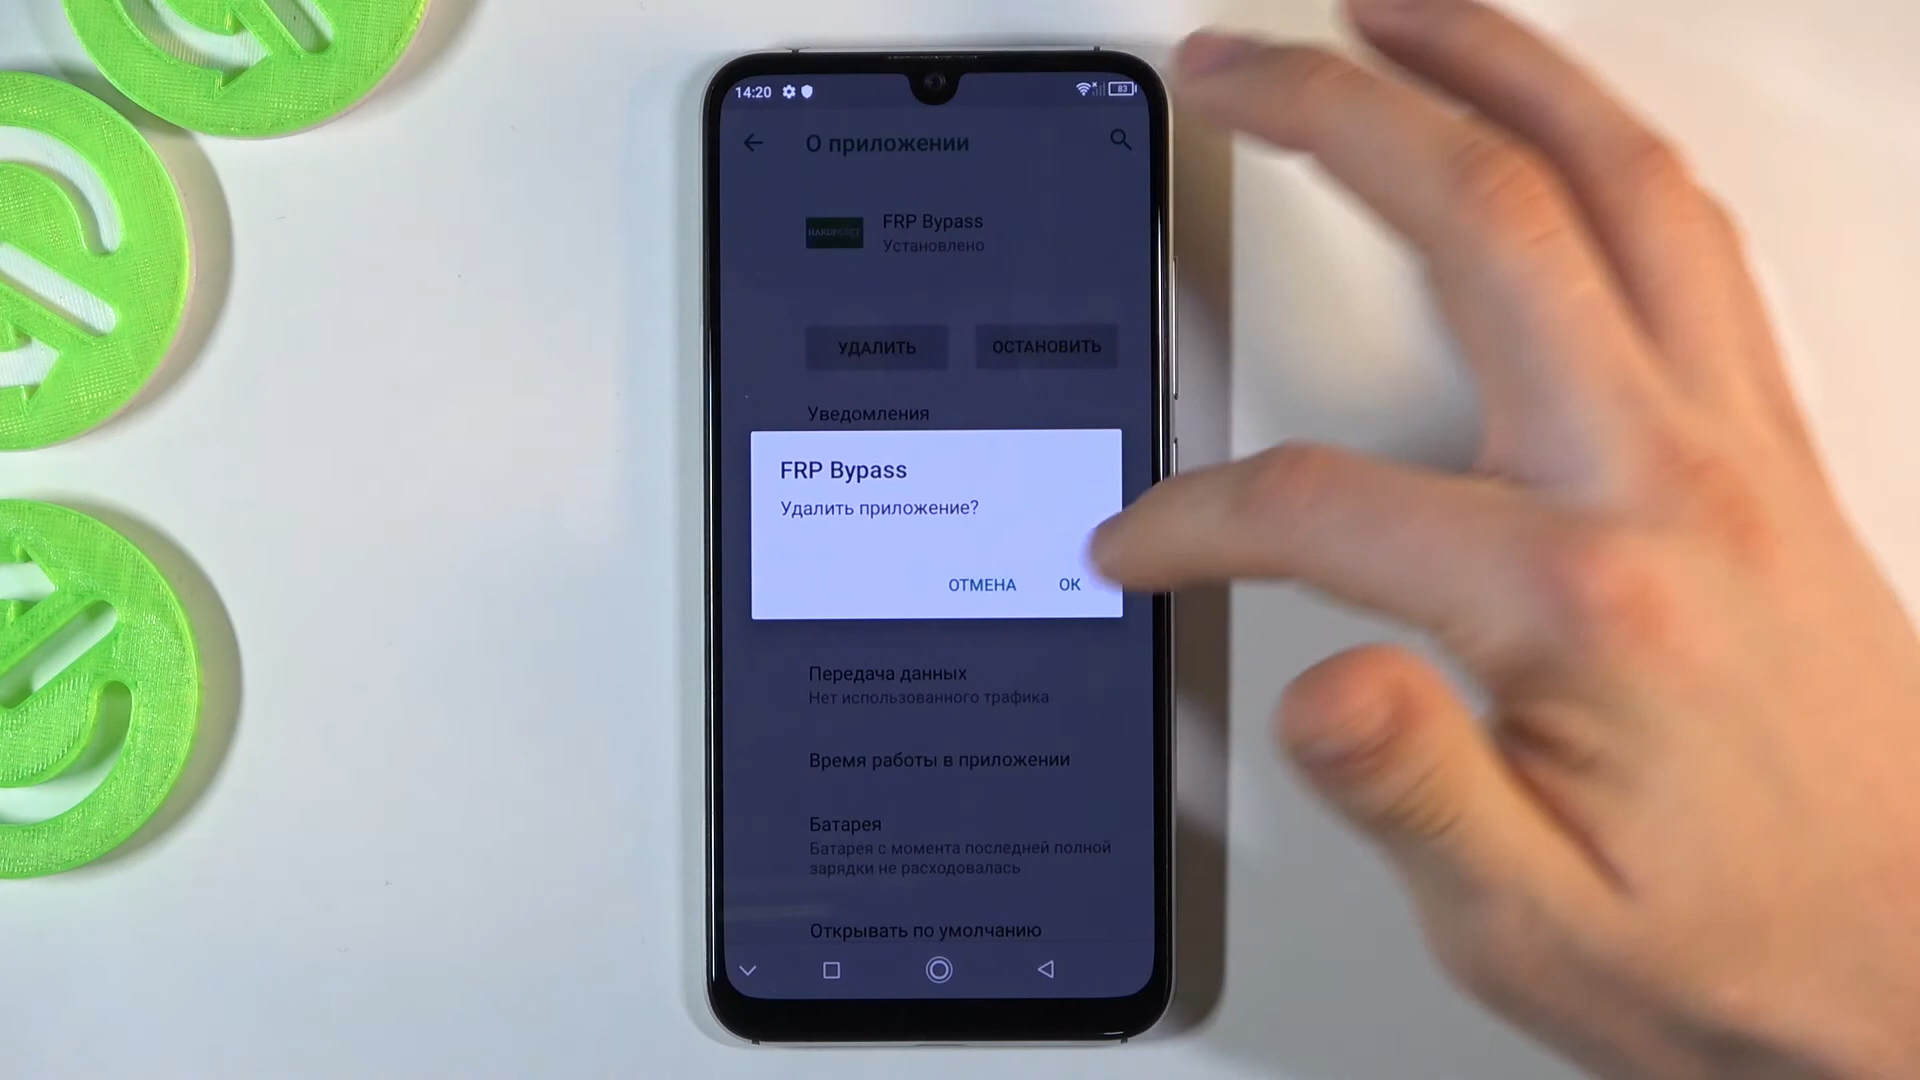 14:20
83
О приложении
FRP Bypass
Установлено
УДАЛИТЬ
ОСТАНОВИТЬ
Уведомления
FRP Bypass
Удалить приложение?
ОТМЕНА
ОК
Передача данных
Нет использованного трафика
Время работы в приложении
Батарея
Батарея с момента последней полной
зарядки не расходовалась
Открывать по умолчанию